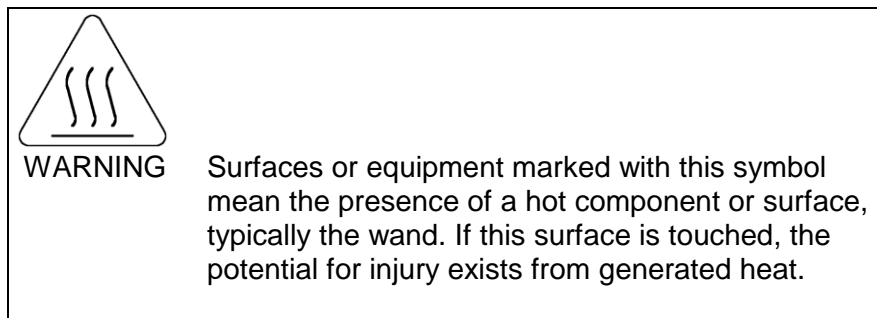 WARNING Surfaces or equipment marked with this symbol
mean the presence of a hot component or surface,
typically the wand. If this surface is touched, the
potential for injury exists from generated heat.